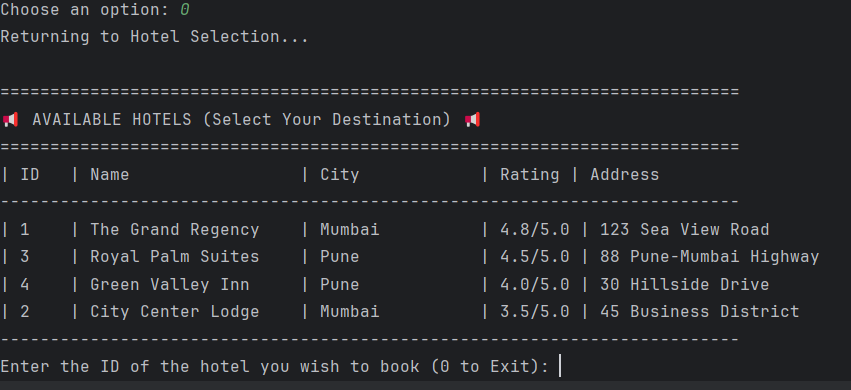 Choose an option: 0
Returning to Hotel Selection...
==========================================================================
📢 AVAILABLE HOTELS (Select Your Destination) 📢
==========================================================================
| ID   | Name                 | City            | Rating | Address
--------------------------------------------------------------------------
| 1    | The Grand Regency    | Mumbai          | 4.8/5.0 | 123 Sea View Road
| 3    | Royal Palm Suites    | Pune            | 4.5/5.0 | 88 Pune-Mumbai Highway
| 4    | Green Valley Inn     | Pune            | 4.0/5.0 | 30 Hillside Drive
| 2    | City Center Lodge    | Mumbai          | 3.5/5.0 | 45 Business District
--------------------------------------------------------------------------
Enter the ID of the hotel you wish to book (0 to Exit):